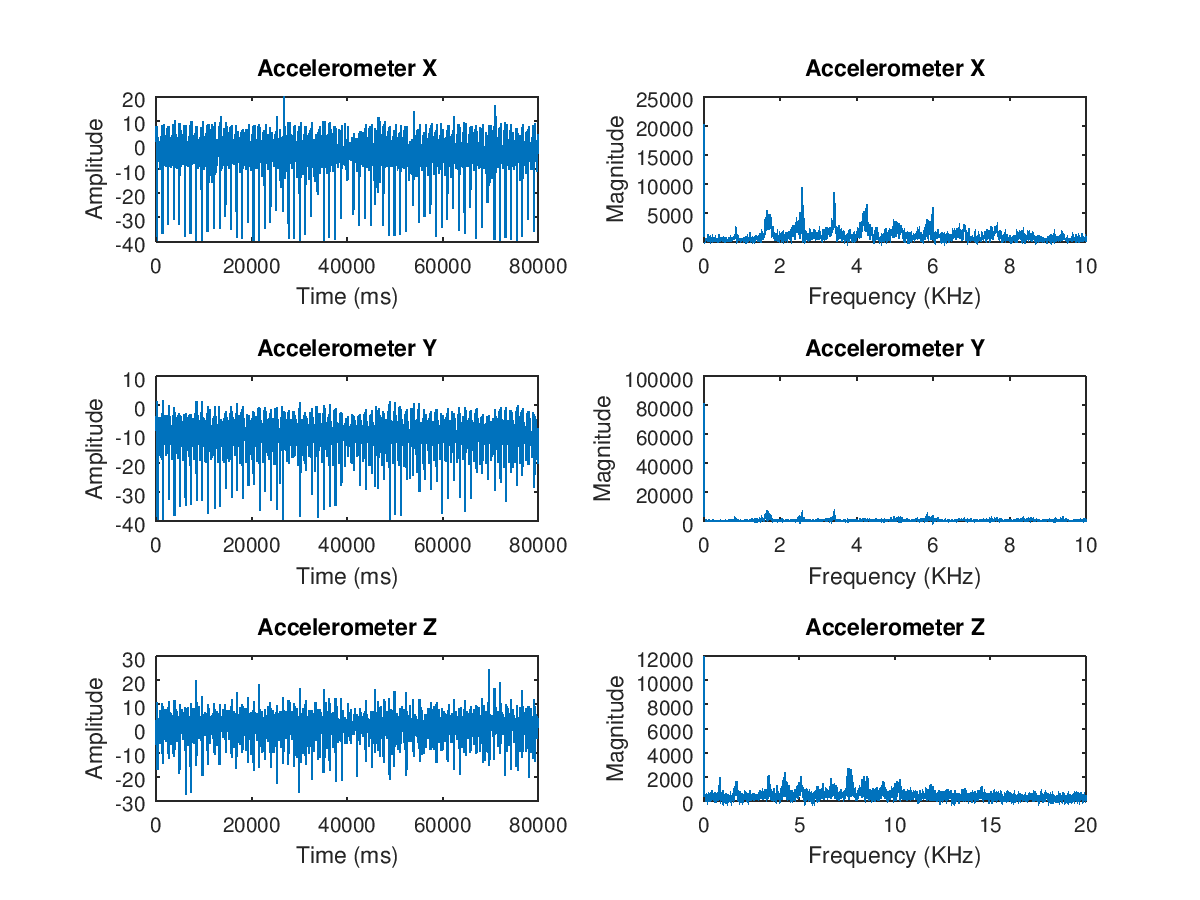 Accelerometer X
20
10
0
-10
-20
-30
-40
Amplitude
0 20000 40000 60000 80000
Time (ms)
Accelerometer X
25000
20000
15000
10000
5000
0
Magnitude
0 2 4 6 8 10
Frequency (KHz)
Accelerometer Y
10
0
-10
-20
-30
-40
Amplitude
0 20000 40000 60000 80000
Time (ms)
Accelerometer Y
100000
80000
60000
40000
20000
0
Magnitude
0 2 4 6 8 10
Frequency (KHz)
Accelerometer Z
30
20
10
0
-10
-20
-30
Amplitude
0 20000 40000 60000 80000
Time (ms)
Accelerometer Z
12000
10000
8000
6000
4000
2000
0
Magnitude
0 5 10 15 20
Frequency (KHz)